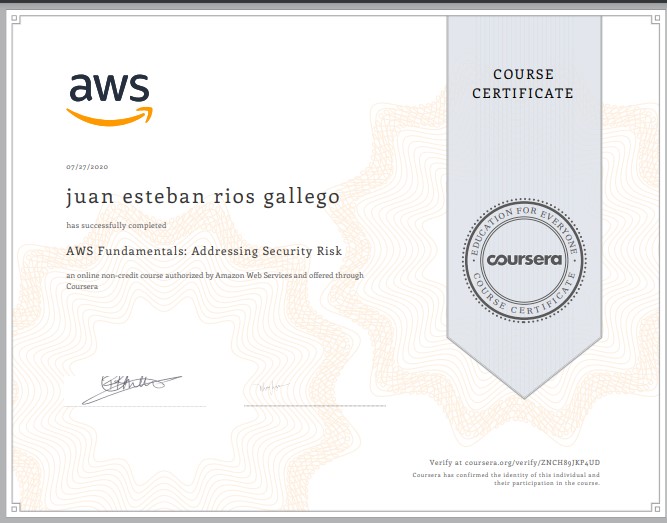 aws
COURSE
CERTIFICATE
07/27/2020
juan esteban rios gallego
has successfully completed
AWS Fundamentals: Addressing Security Risk
an online non-credit course authorized by Amazon Web Services and offered through
Coursera
EDUCATION FOR EVERYONE
coursera
COURSE CERTIFICATE
Verify at coursera.org/verify/ZNCH89JKP4UD
Coursera has confirmed the identity of this individual and
their participation in the course.